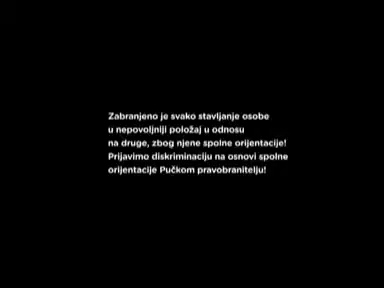 Zabranjeno je svako stavljanje osobe
u nepovoljniji položaj u odnosu
na druge, zbog njene spolne orijentacije!
Prijavimo diskriminaciju na osnovi spolne
orijentacije Pučkom pravobranitelju!